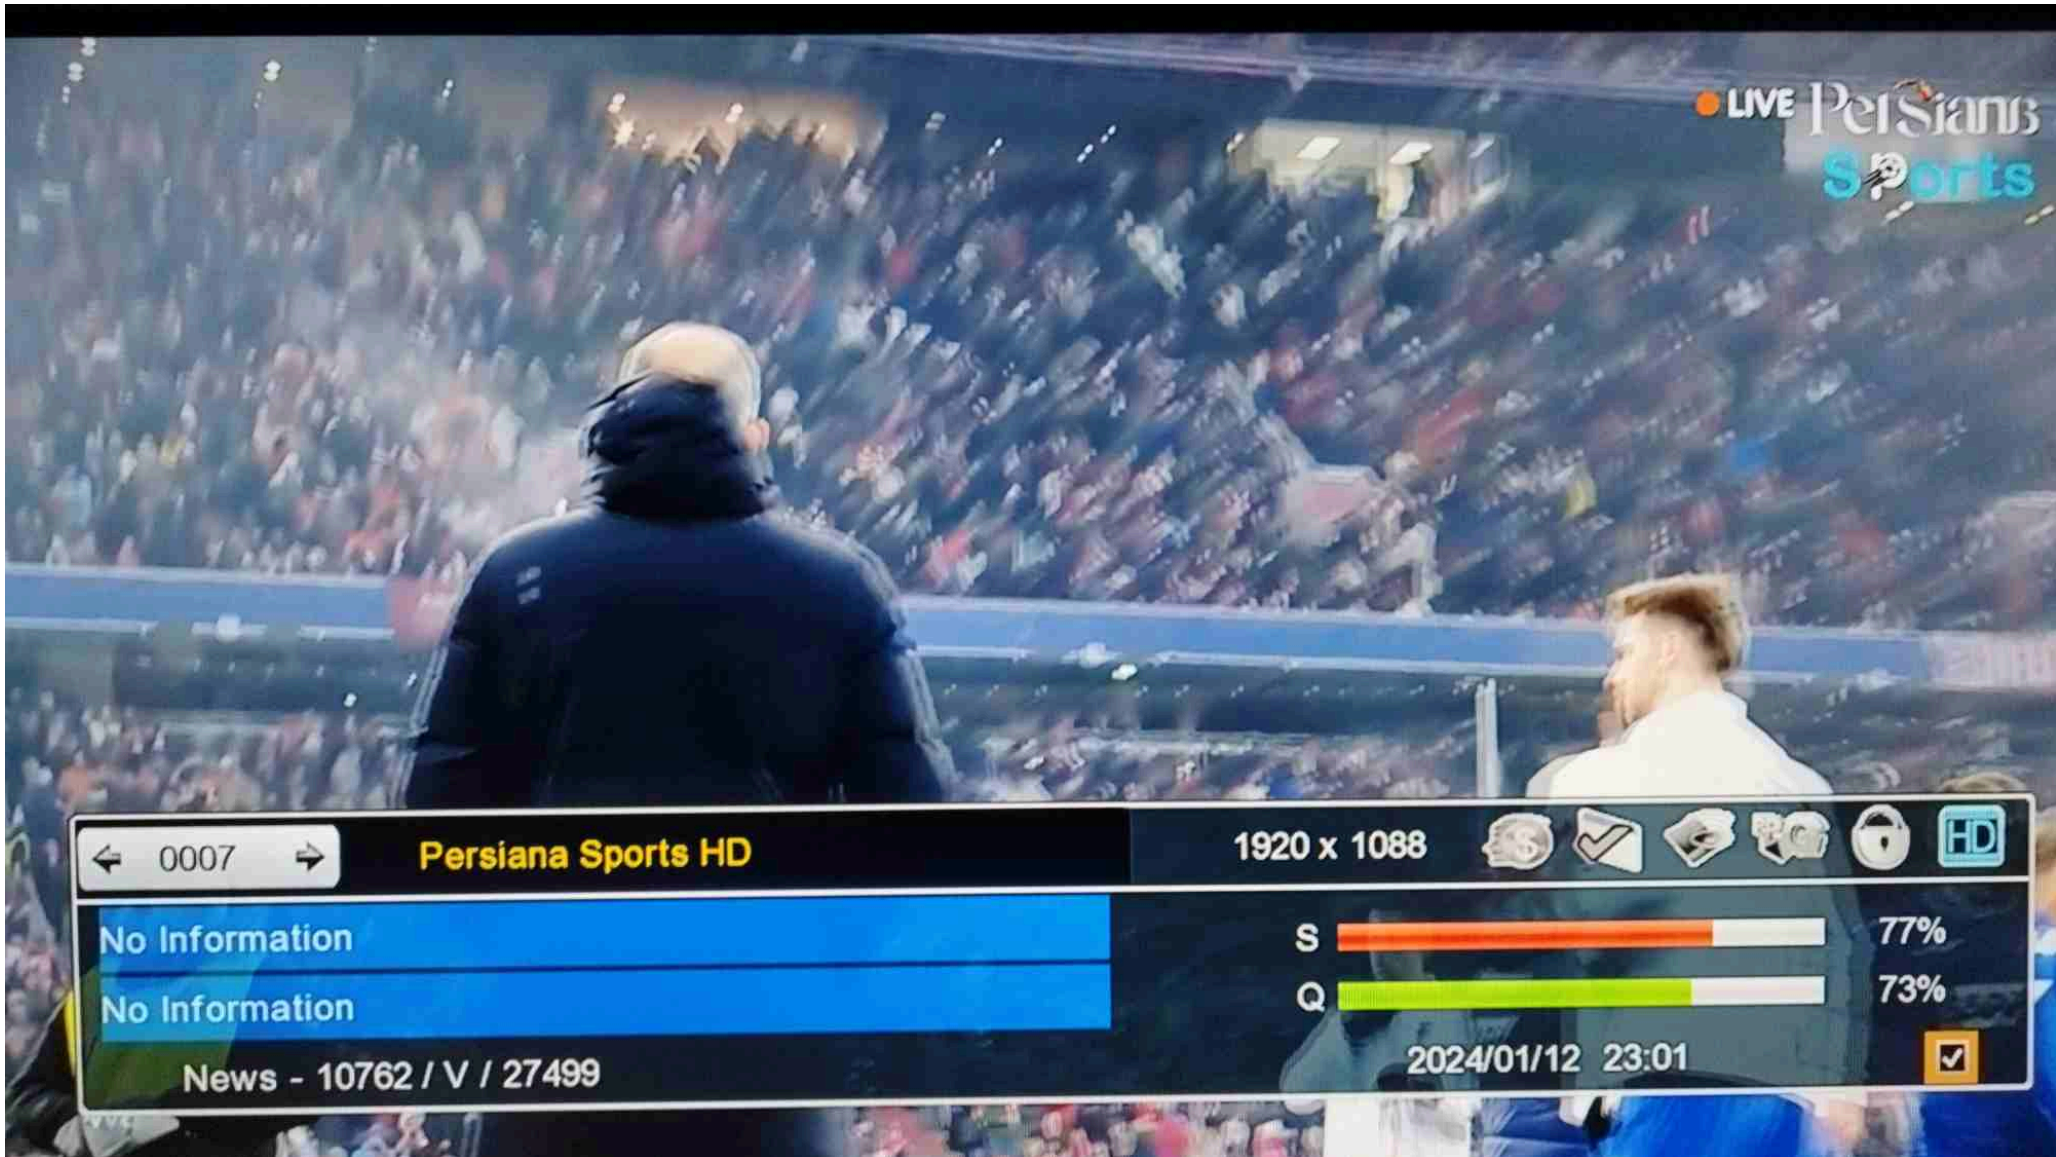 LIVE PerSiana
Sports
0007
Persiana Sports HD
1920 x 1088
HD
No Information
S
77%
No Information
Q
73%
News - 10762 / V / 27499
2024/01/12 23:01